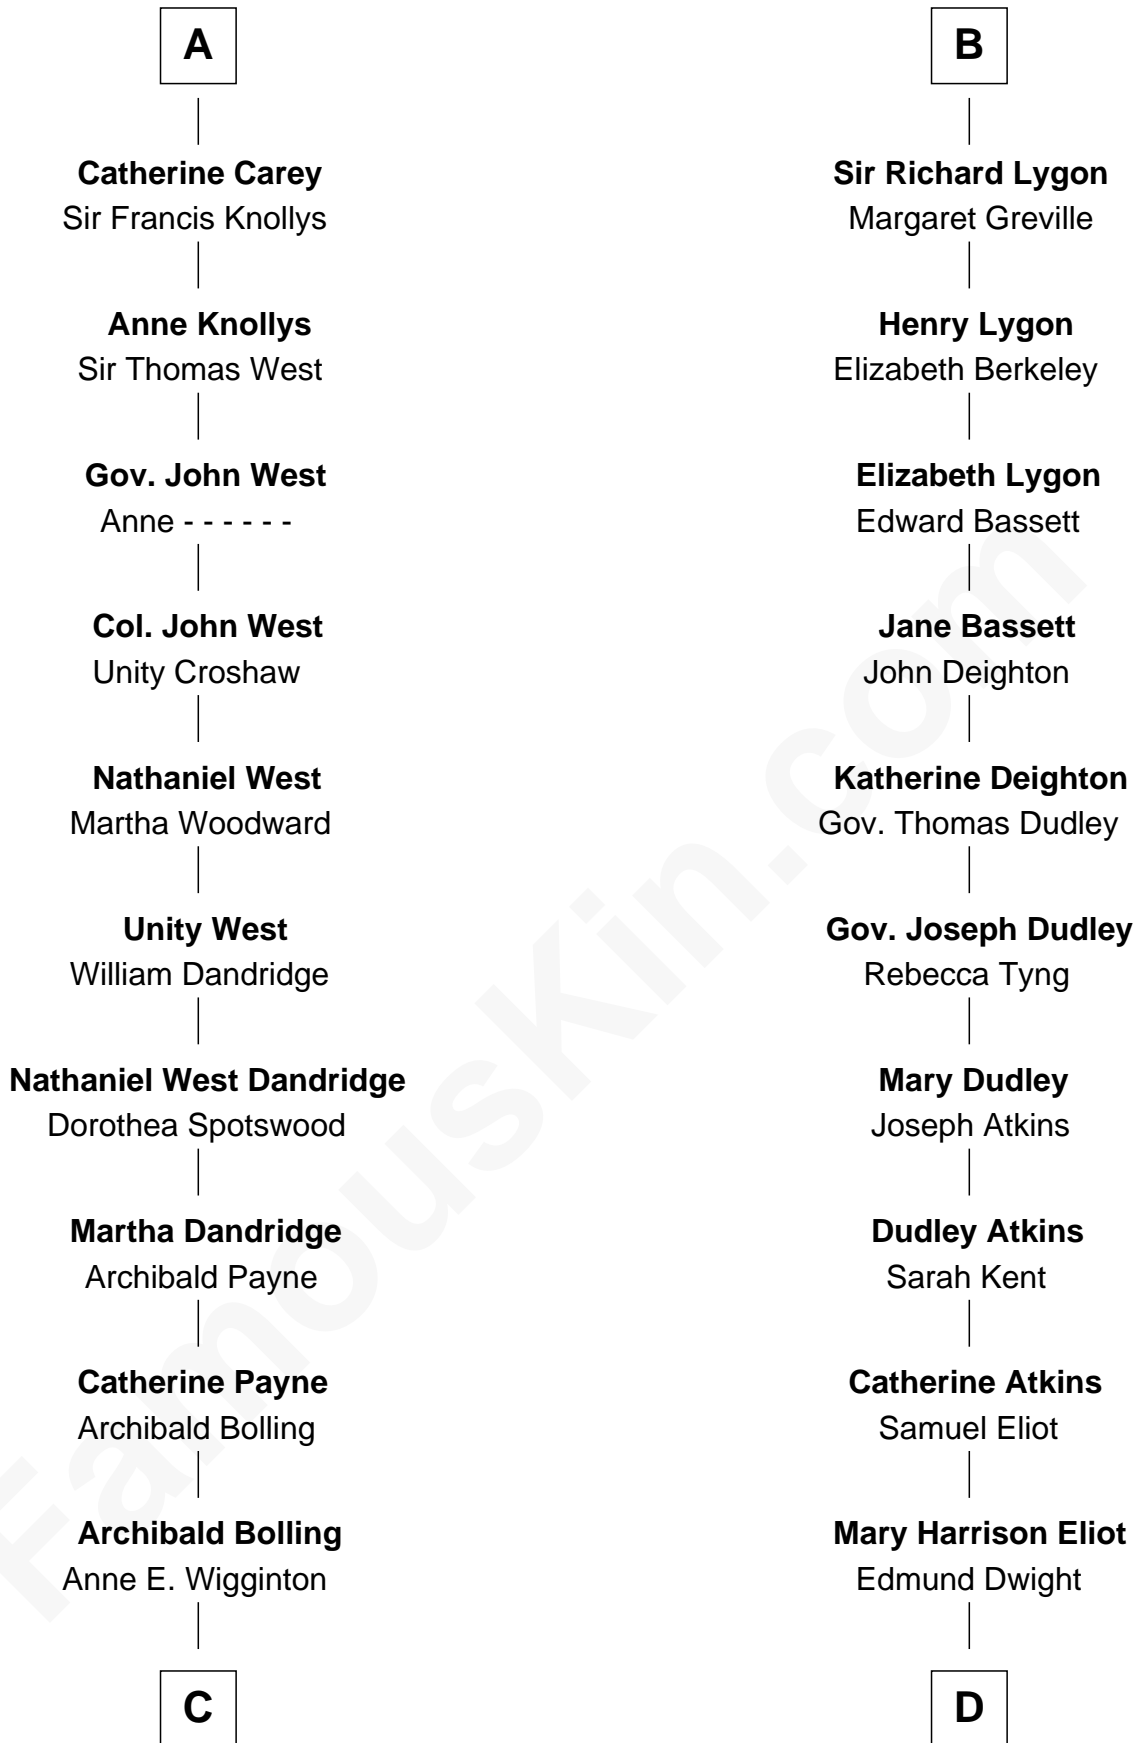 A
Catherine Carey
Sir Francis Knollys
Anne Knollys
Sir Thomas West
Gov. John West
Anne - - - - - -
Col. John West
Unity Croshaw
Nathaniel West
Martha Woodward
Unity West
William Dandridge
Nathaniel West Dandridge
Dorothea Spotswood
Martha Dandridge
Archibald Payne
Catherine Payne
Archibald Bolling
Archibald Bolling
Anne E. Wigginton
C
B
Sir Richard Lygon
Margaret Greville
Henry Lygon
Elizabeth Berkeley
Elizabeth Lygon
Edward Bassett
Jane Bassett
John Deighton
Katherine Deighton
Gov. Thomas Dudley
Gov. Joseph Dudley
Rebecca Tyng
Mary Dudley
Joseph Atkins
Dudley Atkins
Sarah Kent
Catherine Atkins
Samuel Eliot
Mary Harrison Eliot
Edmund Dwight
D
FamousKin.com